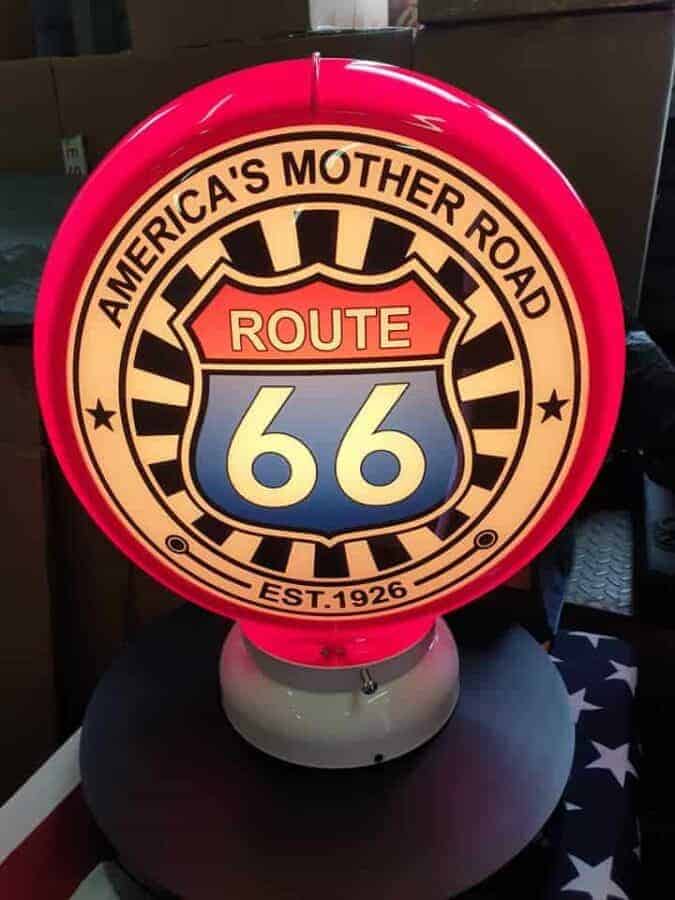 AMERICA'S MOTHER ROAD
ROUTE
66
EST.1926